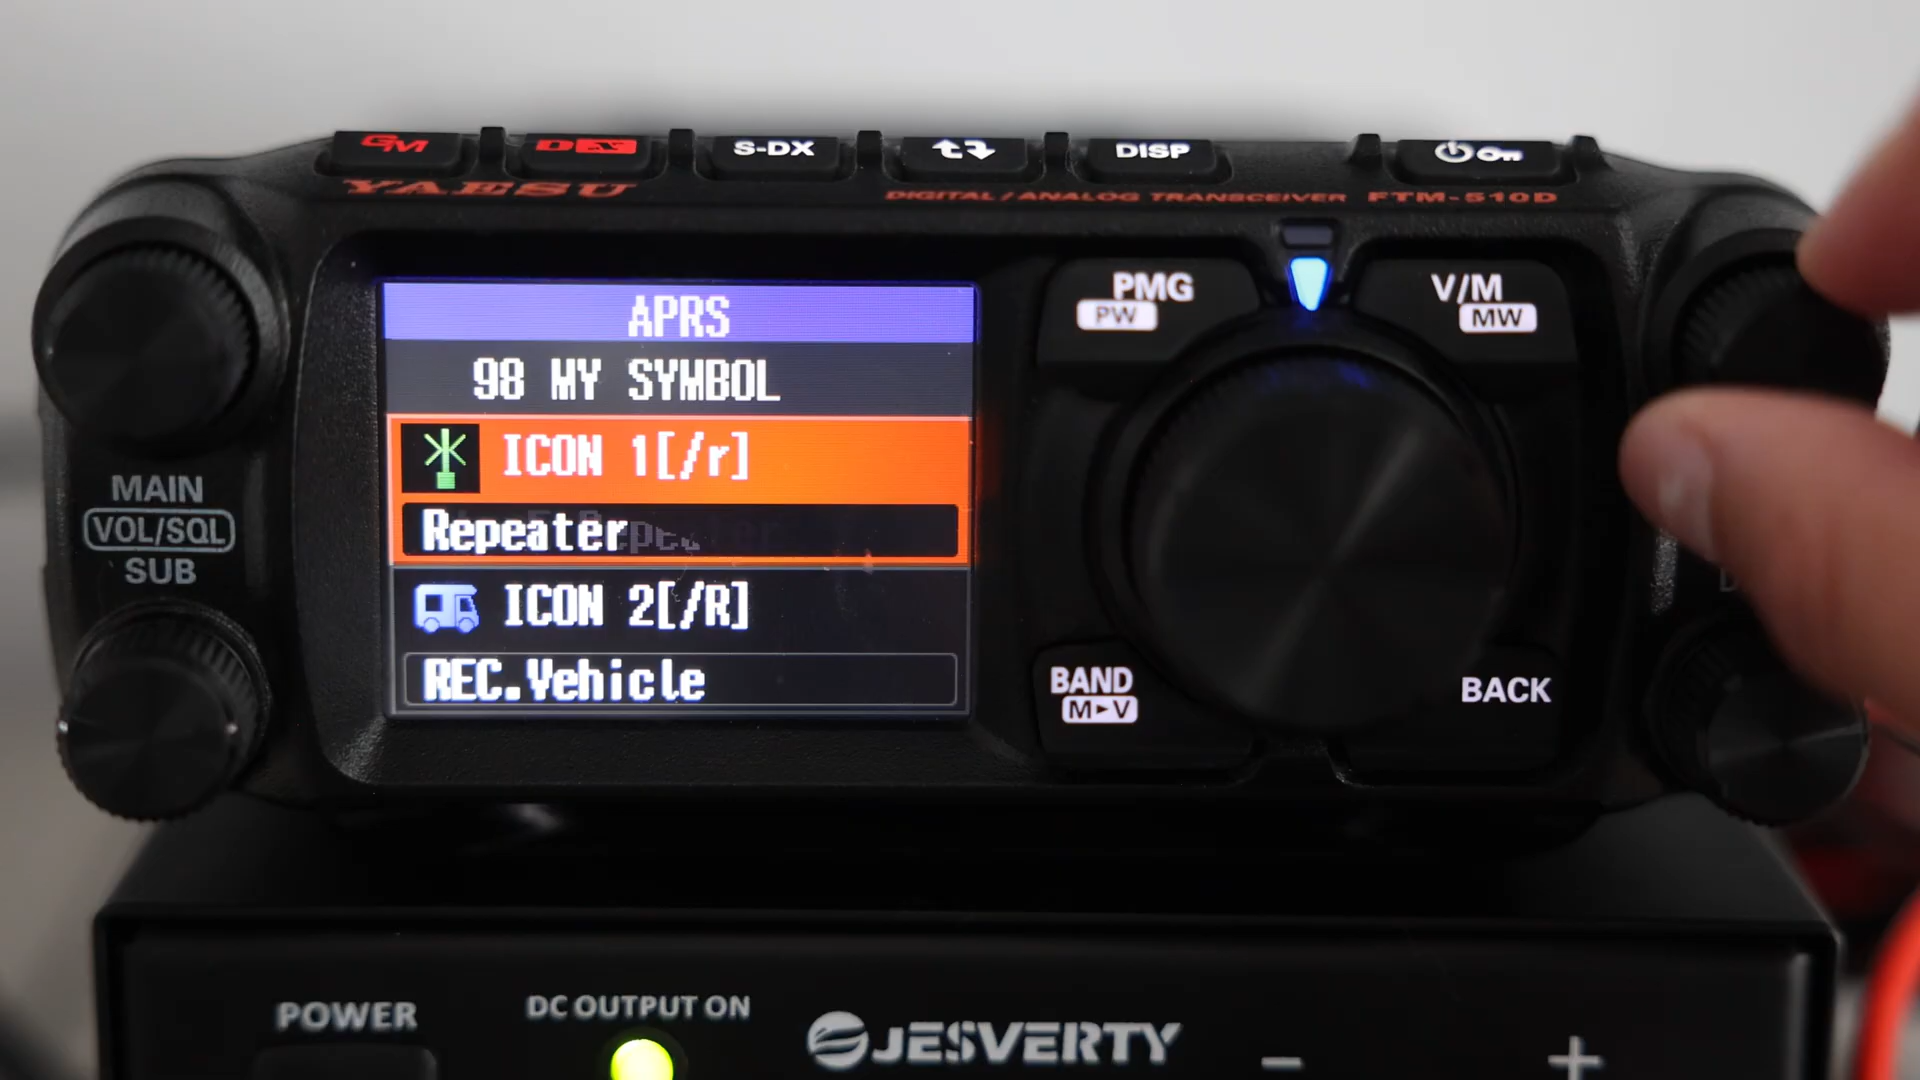 GM
DX
S-DX
DISP
YAESU
DIGITAL / ANALOG TRANSCEIVER FTM-510D
PMG
PW
V/M
MW
APRS
98 MY SYMBOL
ICON 1[/r]
Repeater
ICON 2[/R]
REC.Vehicle
MAIN
VOL/SQL
SUB
BAND
M►V
BACK
POWER
DC OUTPUT ON
JESVERTY
− +